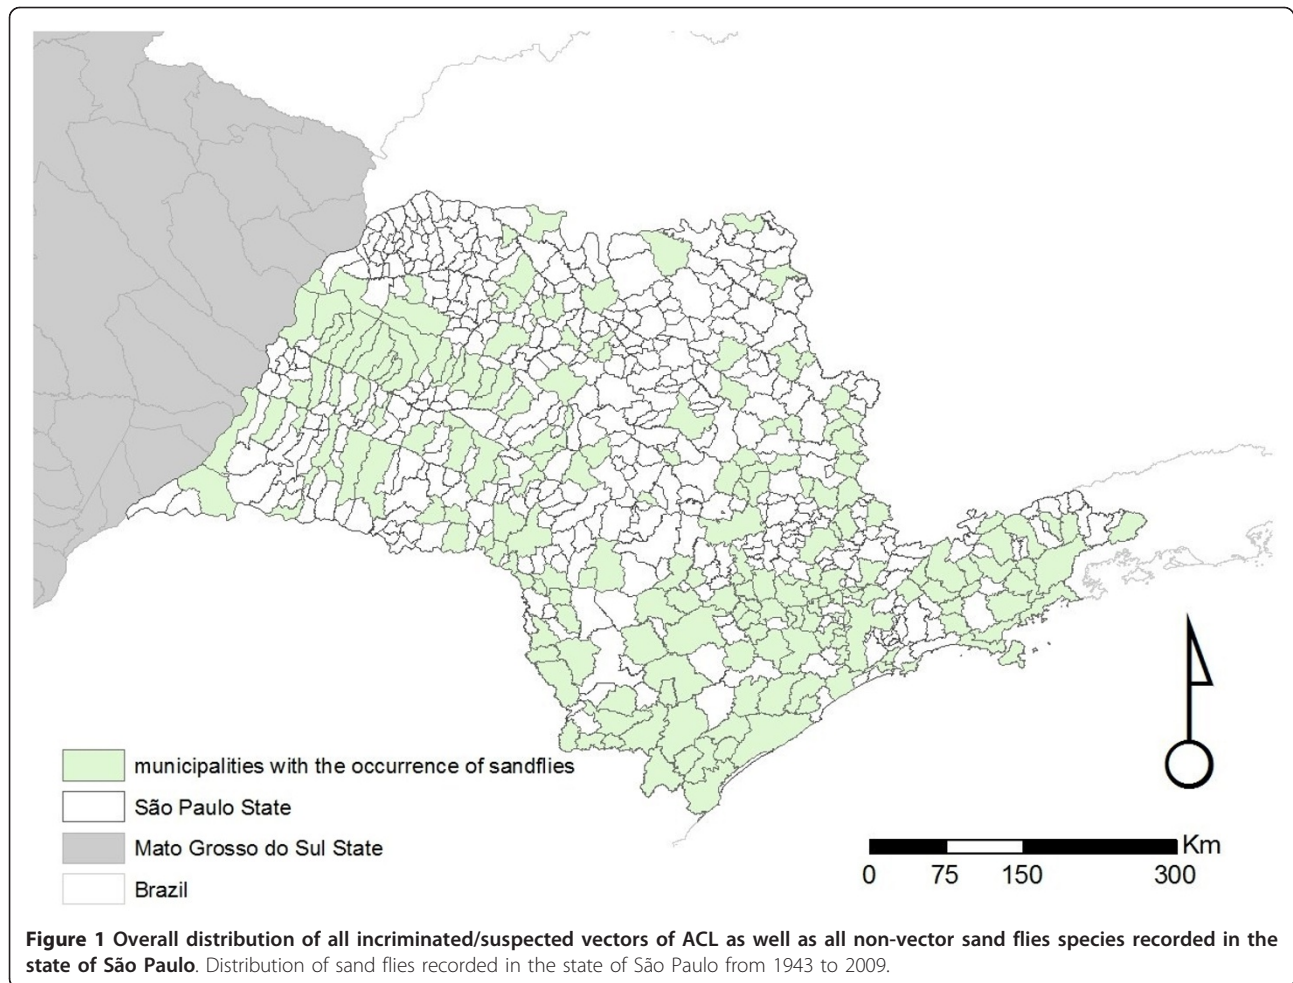 municipalities with the occurrence of sandflies
São Paulo State
Mato Grosso do Sul State
Brazil
Km
0 75 150 300
Figure 1 Overall distribution of all incriminated/suspected vectors of ACL as well as all non-vector sand flies species recorded in the
state of São Paulo. Distribution of sand flies recorded in the state of São Paulo from 1943 to 2009.